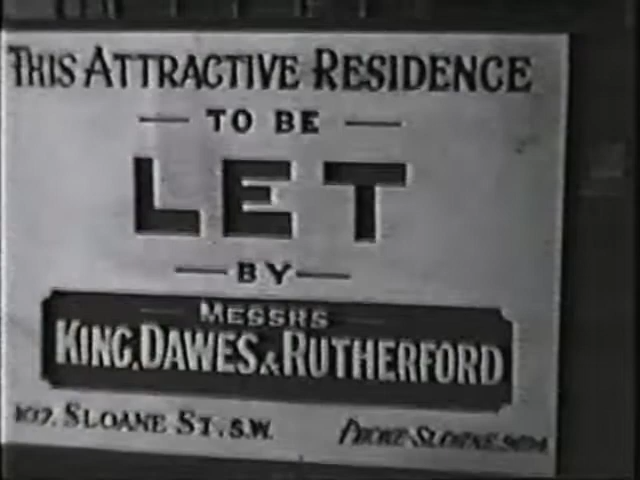 THIS ATTRACTIVE RESIDENCE
TO BE
LET
BY
MESSRS
KING, DAWES & RUTHERFORD
107, SLOANE ST. S.W. PHONE SLOANE